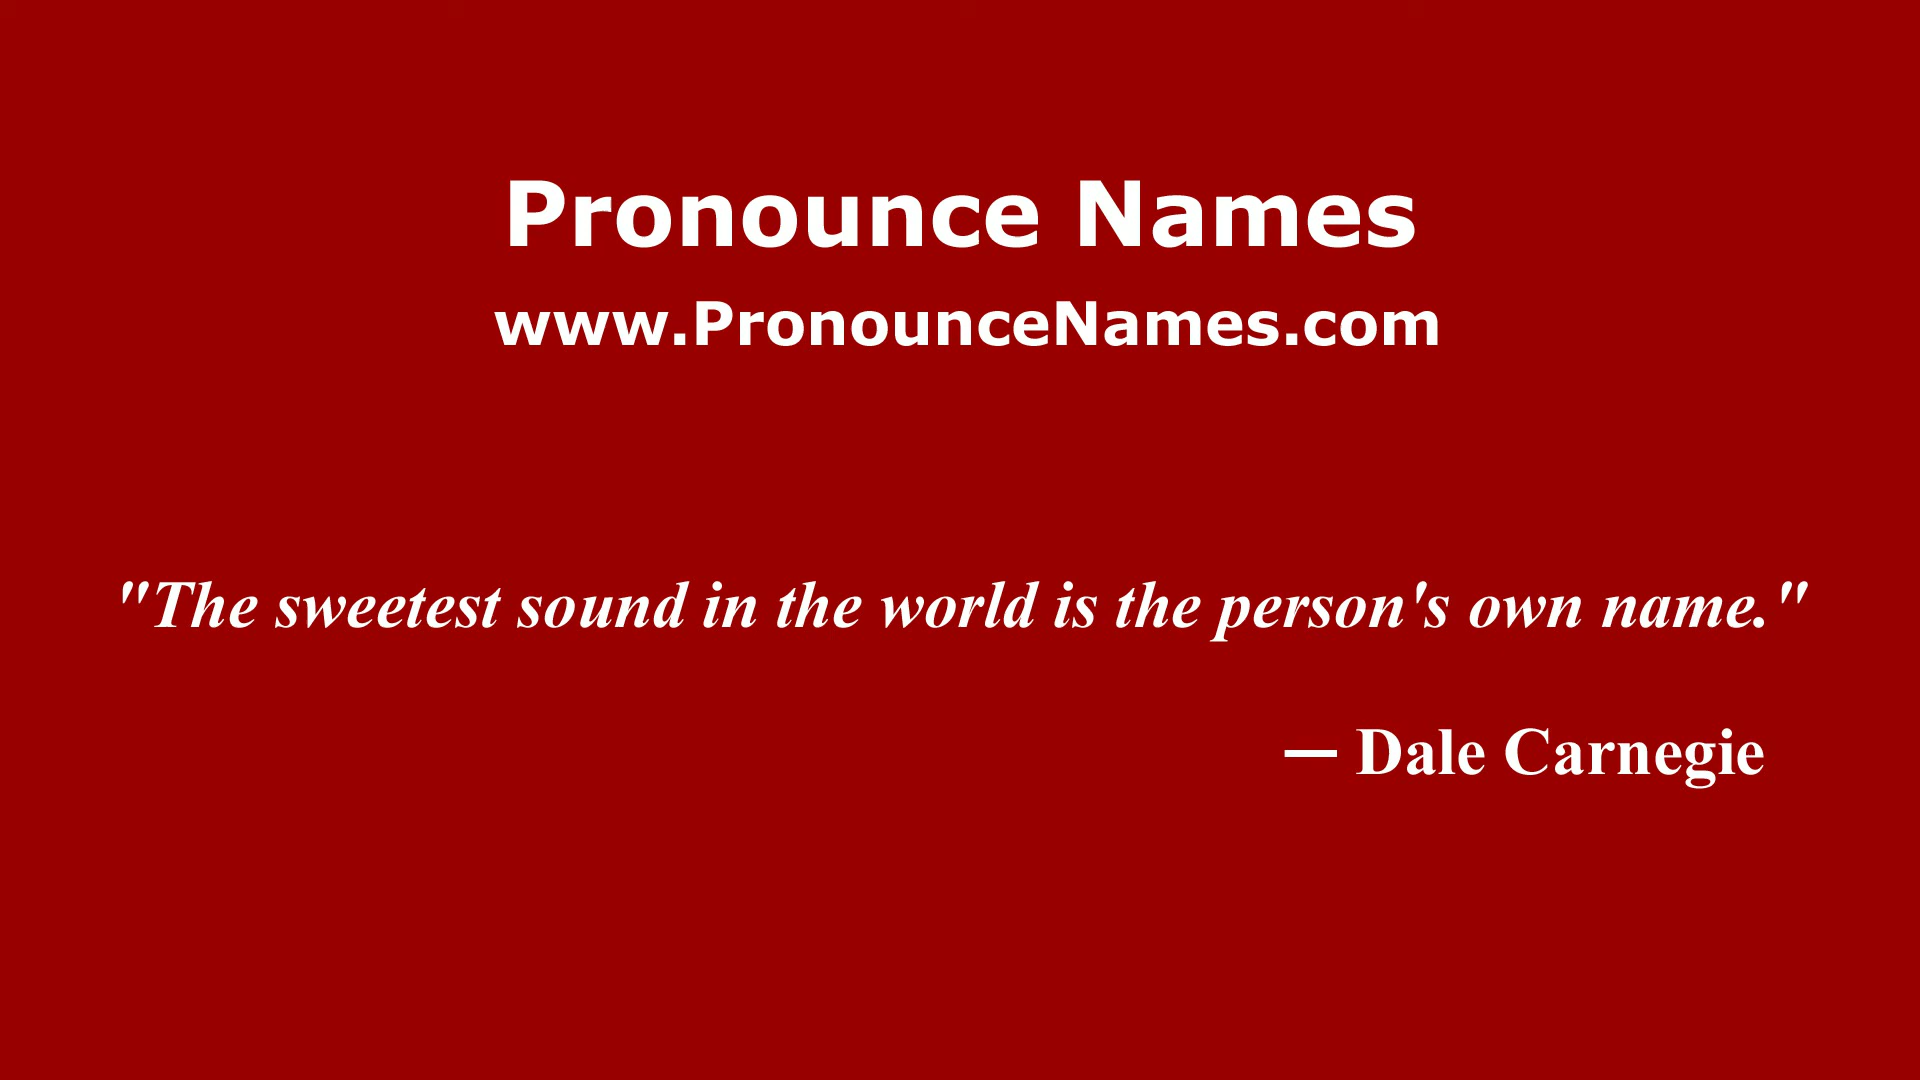 Pronounce Names
www.PronounceNames.com
"The sweetest sound in the world is the person's own name."
— Dale Carnegie